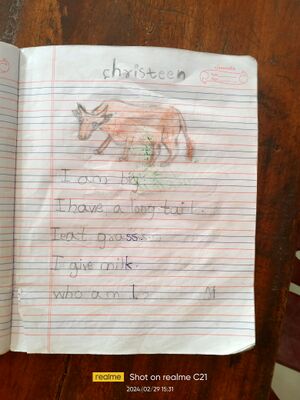 christeen
I am big.
I have a long tail.
I eat grass.
I give milk.
who am I?
realme
Shot on realme C21
2024/02/29 15:31